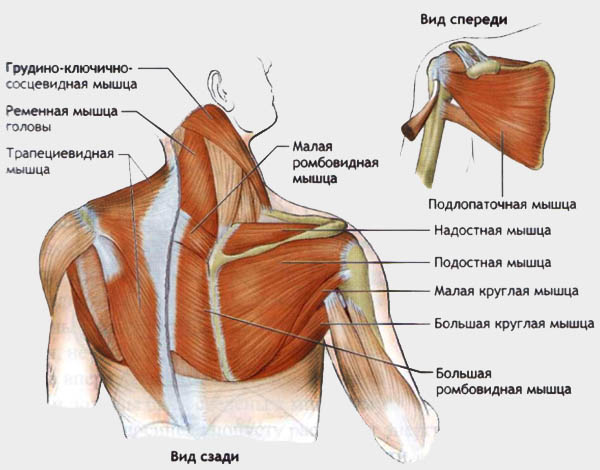 Вид спереди
Грудино-ключично-
сосцевидная мышца
Ременная мышца
головы
Трапециевидная
мышца
Малая
ромбовидная
мышца
Подлопаточная мышца
Надостная мышца
Подостная мышца
Малая круглая мышца
Большая круглая мышца
Большая
ромбовидная мышца
Вид сзади